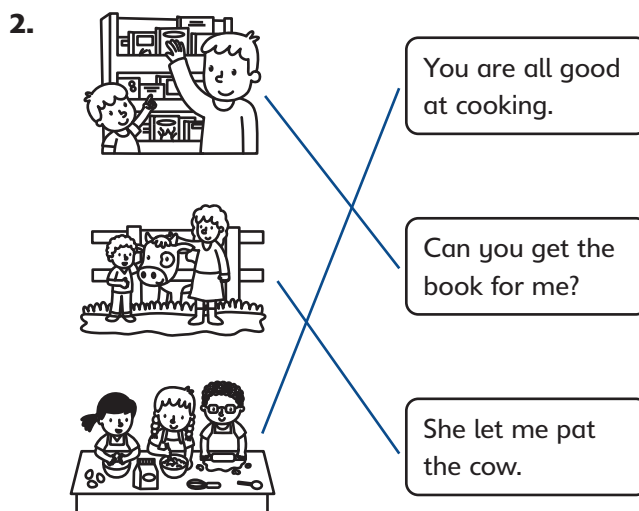 2.
You are all good
at cooking.
Can you get the
book for me?
She let me pat
the cow.